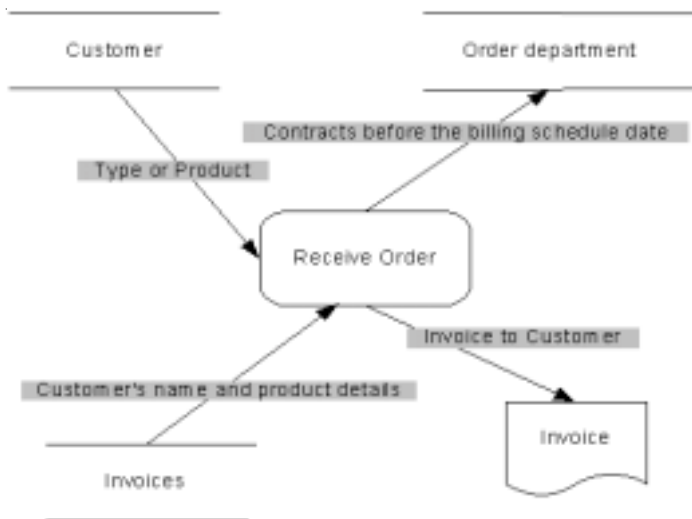 Customer
Order department
Contracts before the billing schedule date
Type or Product
Receive Order
Invoice to Customer
Customer's name and product details
Invoice
Invoices